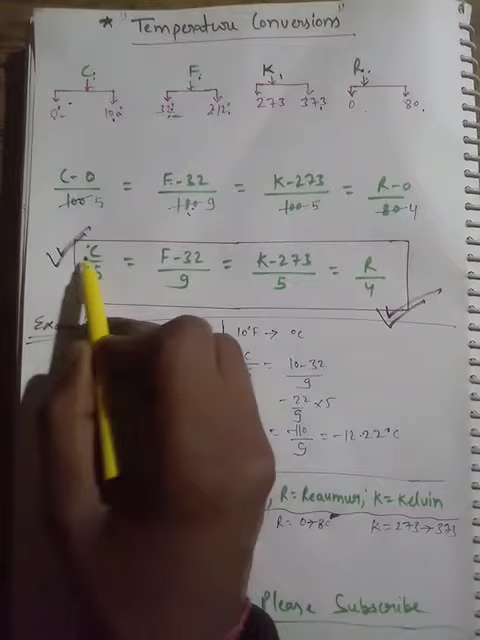 * "Temperature Conversions"
C. F. K, R.
0° 100° 32° 212° 273 373 0 80
C-0/100 5 = F-32/180 9 = K-273/100 5 = R-0/80 4
°C/5 = F-32/9 = K-273/5 = R/4
10°F → °C
C = 10-32/9
-22/9 × 5
= -110/9 = -12.22°C
, R=Reaumur, K=Kelvin
R=0→80 K=273→373
Please Subscribe